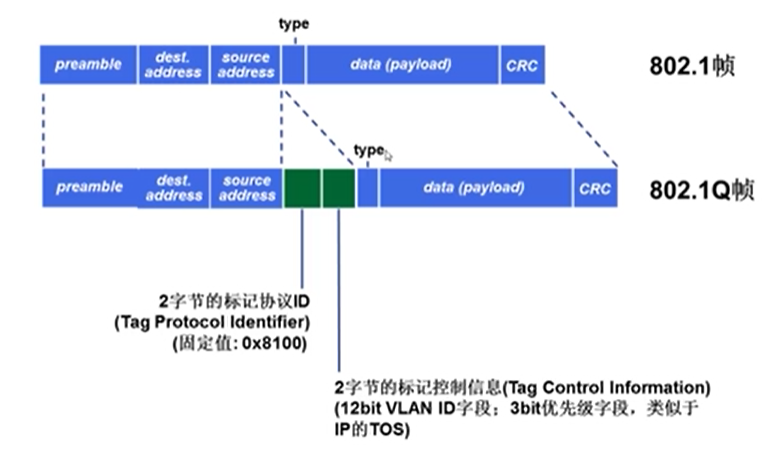 type
preamble
dest.
address
source
address
data (payload)
CRC
802.1帧
type
preamble
dest.
address
source
address
data (payload)
CRC
802.1Q帧
2字节的标记协议ID
(Tag Protocol Identifier)
(固定值: 0x8100)
2字节的标记控制信息(Tag Control Information)
(12bit VLAN ID字段; 3bit优先级字段，类似于
IP的TOS)